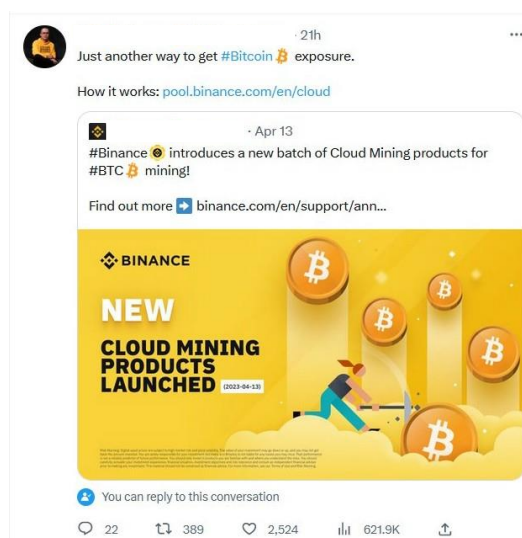 · 21h
Just another way to get #Bitcoin exposure.
How it works: pool.binance.com/en/cloud
· Apr 13
#Binance introduces a new batch of Cloud Mining products for
#BTC mining!
Find out more ➡ binance.com/en/support/ann...
BINANCE
NEW
CLOUD MINING
PRODUCTS
LAUNCHED (2023-04-13)
You can reply to this conversation
22 389 2,524 621.9K